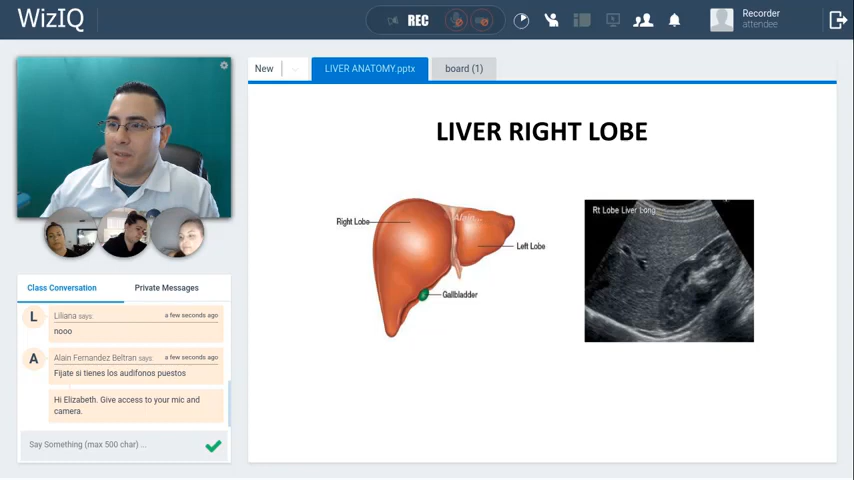 WizIQ
REC
Recorder
attendee
New
LIVER ANATOMY.pptx
board (1)
LIVER RIGHT LOBE
Right Lobe
Alain...
Left Lobe
Gallbladder
Rt Lobe Liver Long
Class Conversation
Private Messages
L
Liliana says:
a few seconds ago
nooo
A
Alain Fernandez Beltran says:
a few seconds ago
Fijate si tienes los audifonos puestos
Hi Elizabeth. Give access to your mic and
camera.
Say Something (max 500 char) ...